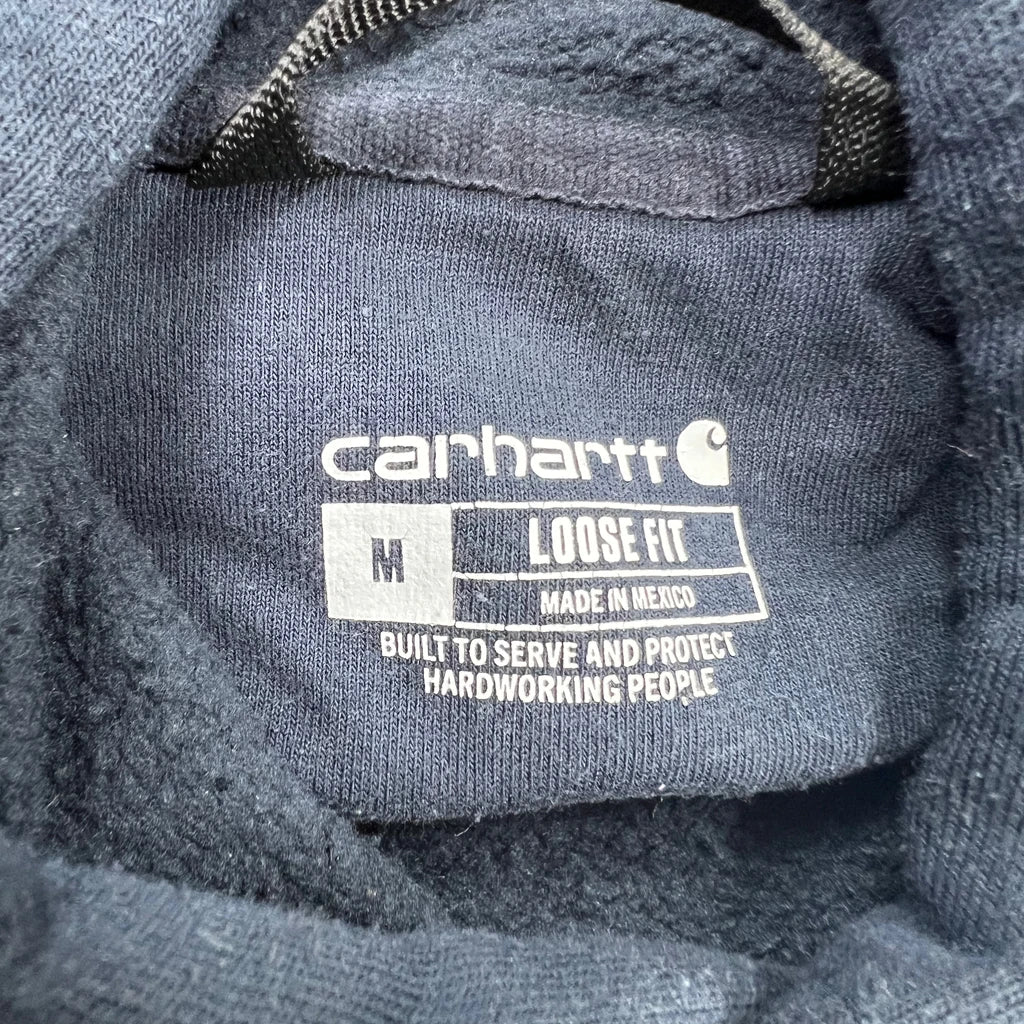 carhartt
M
LOOSE FIT
MADE IN MEXICO
BUILT TO SERVE AND PROTECT
HARDWORKING PEOPLE